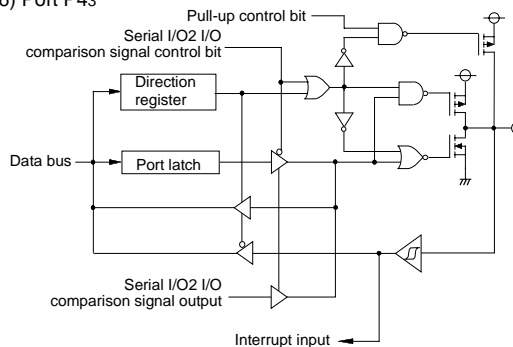 6) Port P43
Pull-up control bit
Serial I/O2 I/O
comparison signal control bit
Direction
register
Data bus
Port latch
Serial I/O2 I/O
comparison signal output
Interrupt input